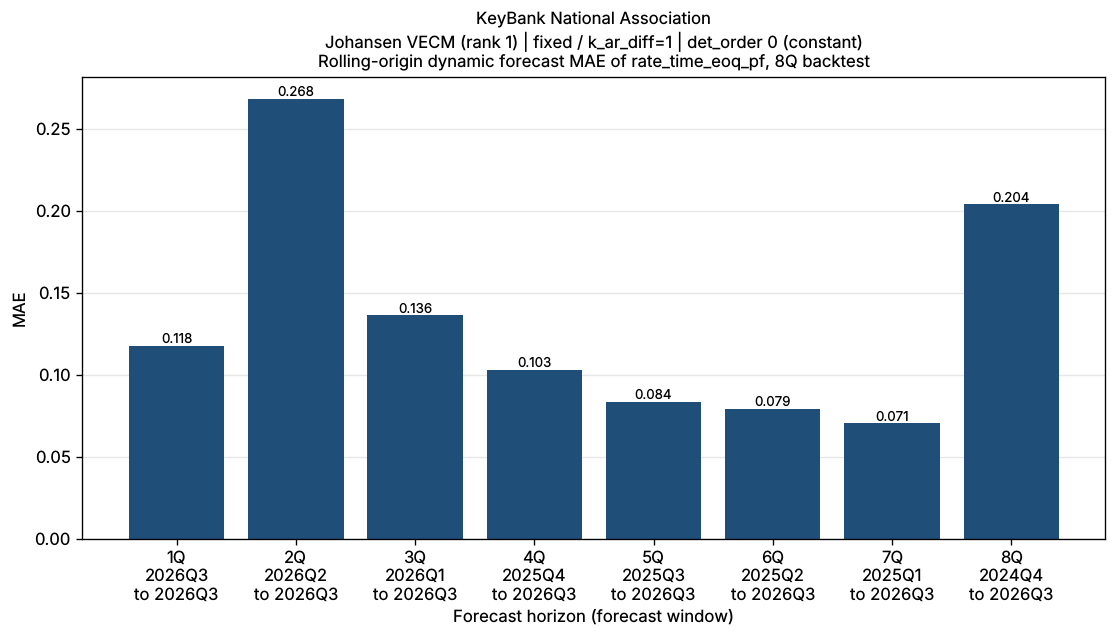 KeyBank National Association
Johansen VECM (rank 1) | fixed / k_ar_diff=1 | det_order 0 (constant)
Rolling-origin dynamic forecast MAE of rate_time_eoq_pf, 8Q backtest
MAE
0.25
0.20
0.15
0.10
0.05
0.00
0.118
0.268
0.136
0.103
0.084
0.079
0.071
0.204
1Q
2026Q3
to 2026Q3
2Q
2026Q2
to 2026Q3
3Q
2026Q1
to 2026Q3
4Q
2025Q4
to 2026Q3
5Q
2025Q3
to 2026Q3
6Q
2025Q2
to 2026Q3
7Q
2025Q1
to 2026Q3
8Q
2024Q4
to 2026Q3
Forecast horizon (forecast window)